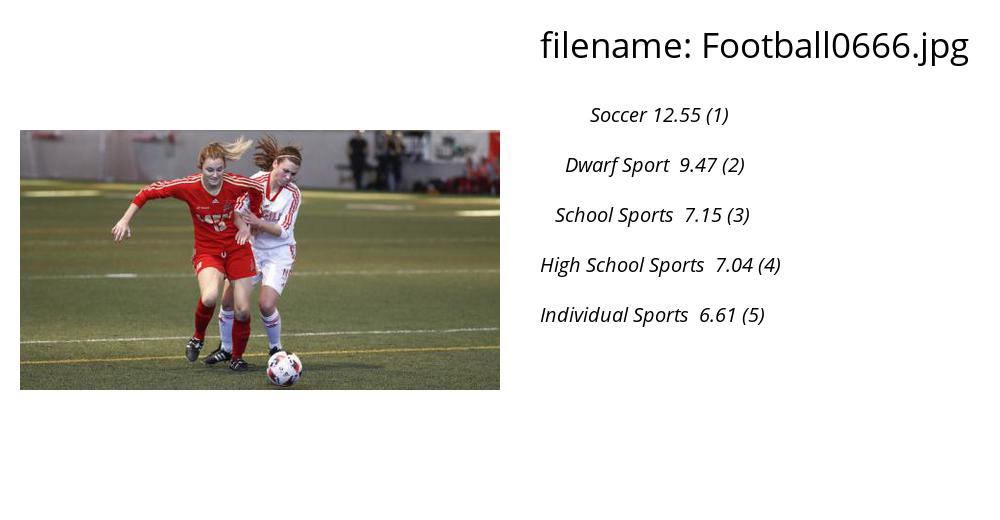 filename: Football0666.jpg
Soccer 12.55 (1)
Dwarf Sport 9.47 (2)
School Sports 7.15 (3)
High School Sports 7.04 (4)
Individual Sports 6.61 (5)